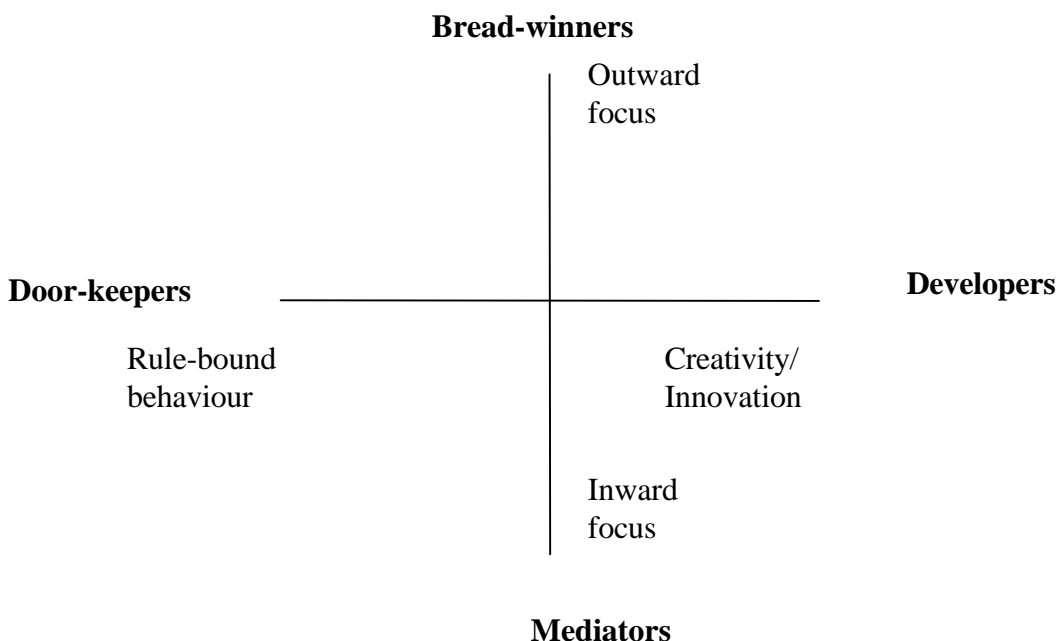 Bread-winners
Outward
focus
Door-keepers
Developers
Rule-bound
behaviour
Creativity/
Innovation
Inward
focus
Mediators